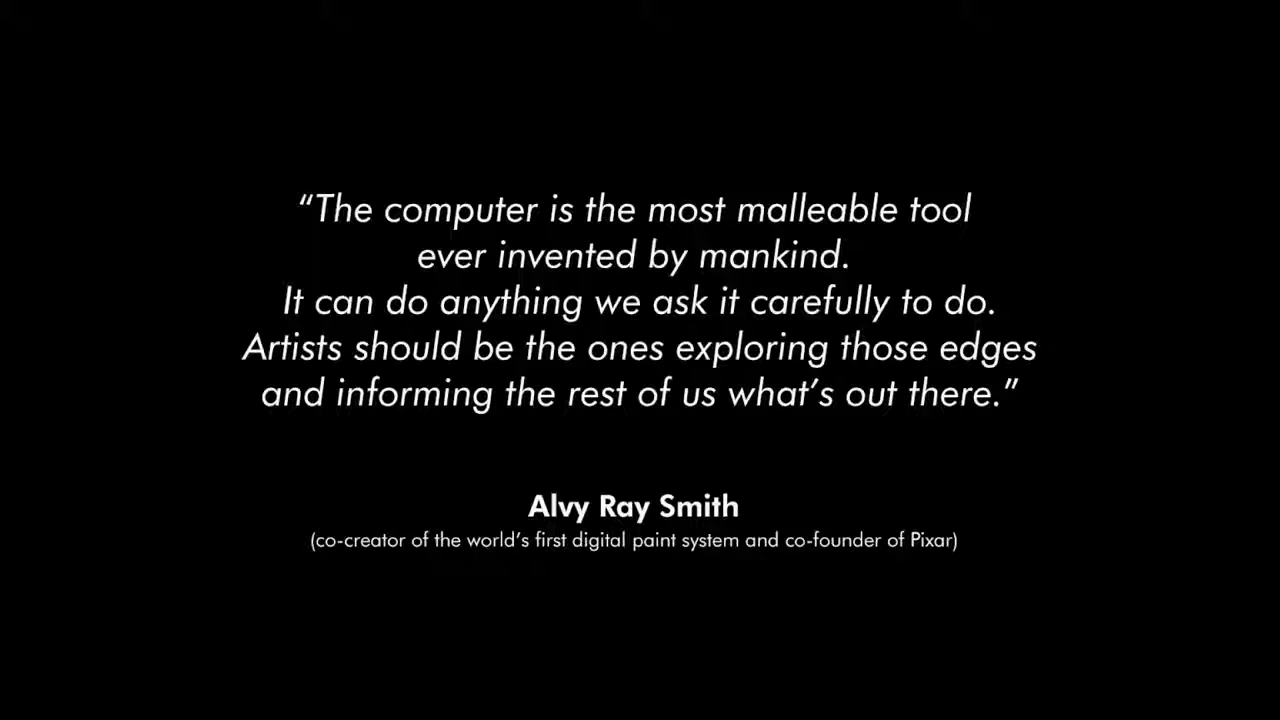 “The computer is the most malleable tool
ever invented by mankind.
It can do anything we ask it carefully to do.
Artists should be the ones exploring those edges
and informing the rest of us what’s out there.”
Alvy Ray Smith
(co-creator of the world’s first digital paint system and co-founder of Pixar)